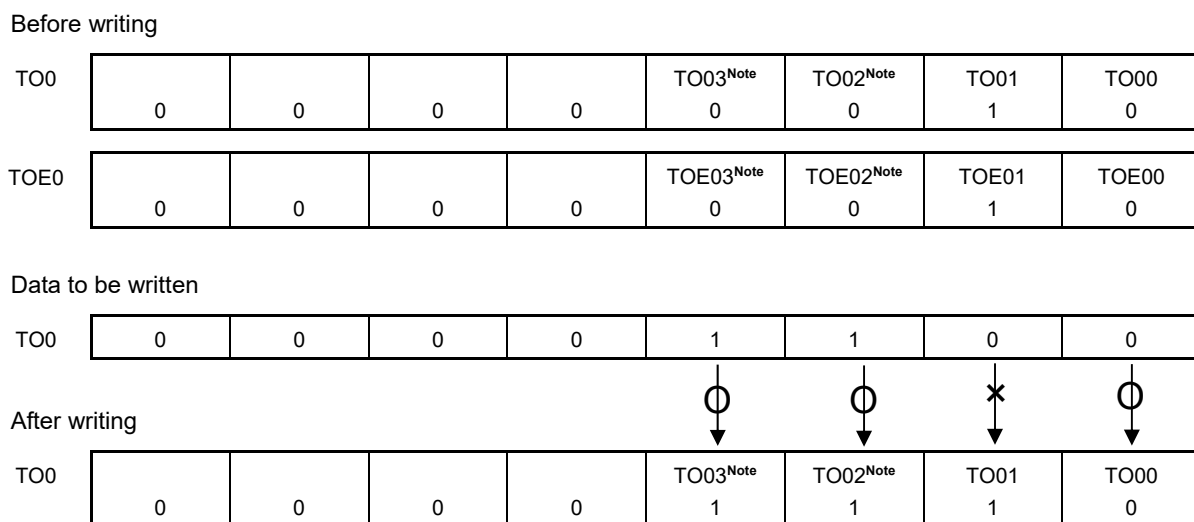 Before writing
TO0 TO03Note TO02Note TO01 TO00
0 0 0 0 0 0 1 0
TOE0 TOE03Note TOE02Note TOE01 TOE00
0 0 0 0 0 0 1 0
Data to be written
TO0 0 0 0 0 1 1 0 0
O O × O
After writing
TO0 TO03Note TO02Note TO01 TO00
0 0 0 0 1 1 1 0